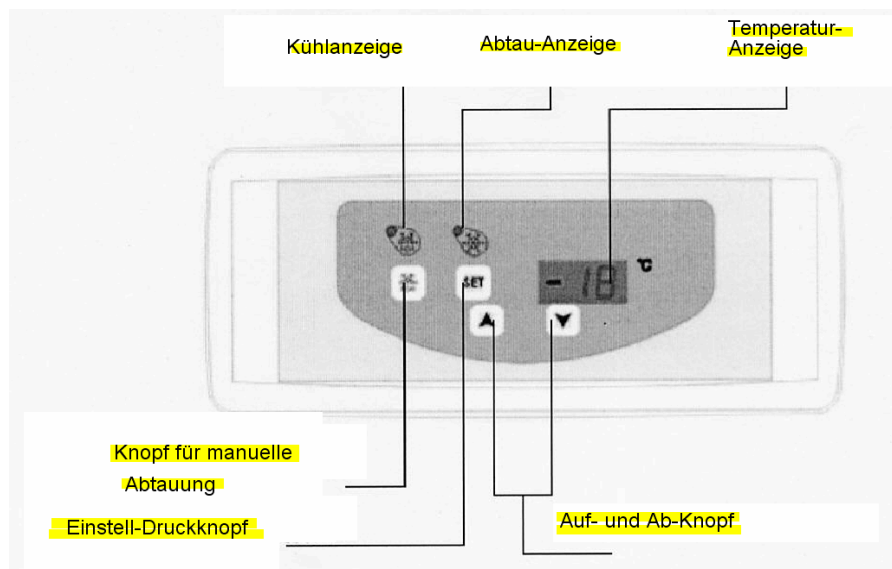 Kühlanzeige
Abtau-Anzeige
Temperatur-
Anzeige
SET
-18
°C
Knopf für manuelle
Abtauung
Einstell-Druckknopf
Auf- und Ab-Knopf